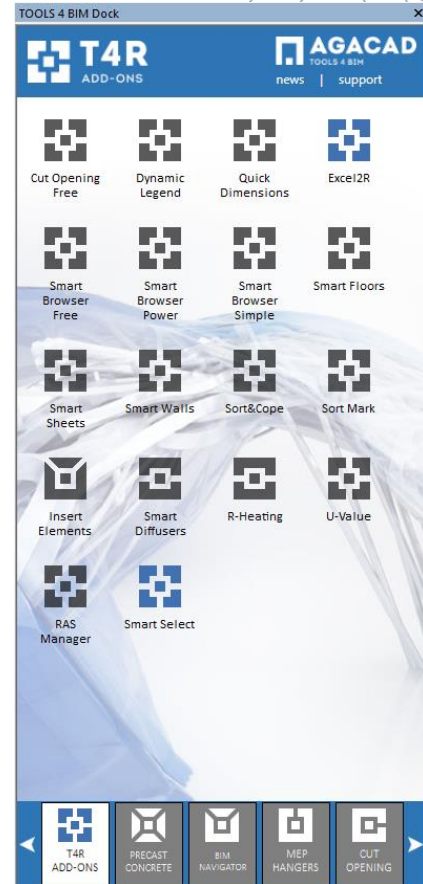 TOOLS 4 BIM Dock
T4R
ADD-ONS
AGACAD
TOOLS 4 BIM
news | support
Cut Opening
Free
Dynamic
Legend
Quick
Dimensions
Excel2R
Smart
Browser
Free
Smart
Browser
Power
Smart
Browser
Simple
Smart Floors
Smart
Sheets
Smart Walls
Sort&Cope
Sort Mark
Insert
Elements
Smart
Diffusers
R-Heating
U-Value
RAS
Manager
Smart Select
T4R
ADD-ONS
PRECAST
CONCRETE
BIM
NAVIGATOR
MEP
HANGERS
CUT
OPENING